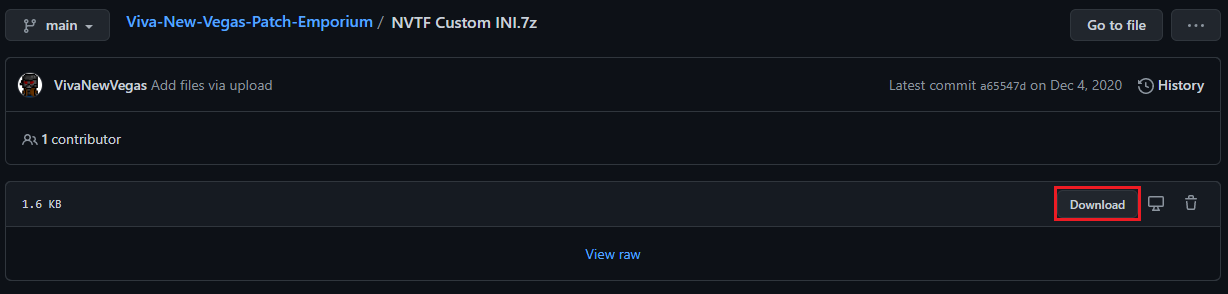 main Viva-New-Vegas-Patch-Emporium / NVTF Custom INI.7z Go to file ...
VivaNewVegas Add files via upload Latest commit a65547d on Dec 4, 2020 History
1 contributor
1.6 KB Download
View raw